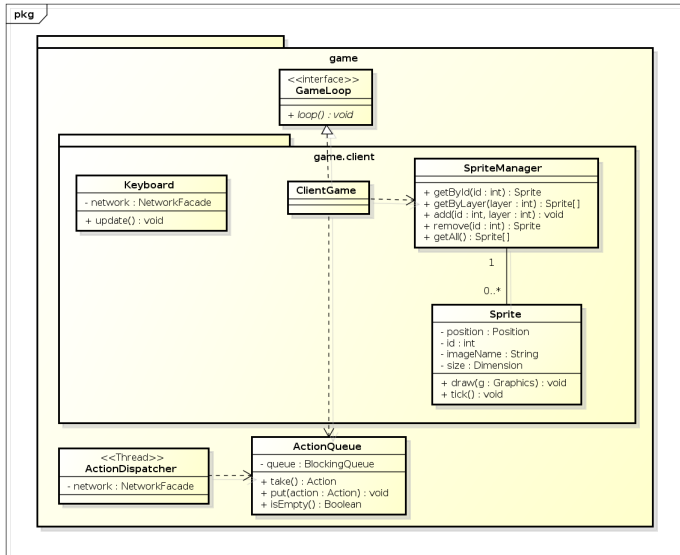 pkg
game
<<interface>>
GameLoop
+ loop() : void
game.client
Keyboard
- network : NetworkFacade
+ update() : void
ClientGame
SpriteManager
+ getById(id : int) : Sprite
+ getByLayer(layer : int) : Sprite[]
+ add(id : int, layer : int) : void
+ remove(id : int) : Sprite
+ getAll() : Sprite[]
1
0..*
Sprite
- position : Position
- id : int
- imageName : String
- size : Dimension
+ draw(g : Graphics) : void
+ tick() : void
<<Thread>>
ActionDispatcher
- network : NetworkFacade
ActionQueue
- queue : BlockingQueue
+ take() : Action
+ put(action : Action) : void
+ isEmpty() : Boolean